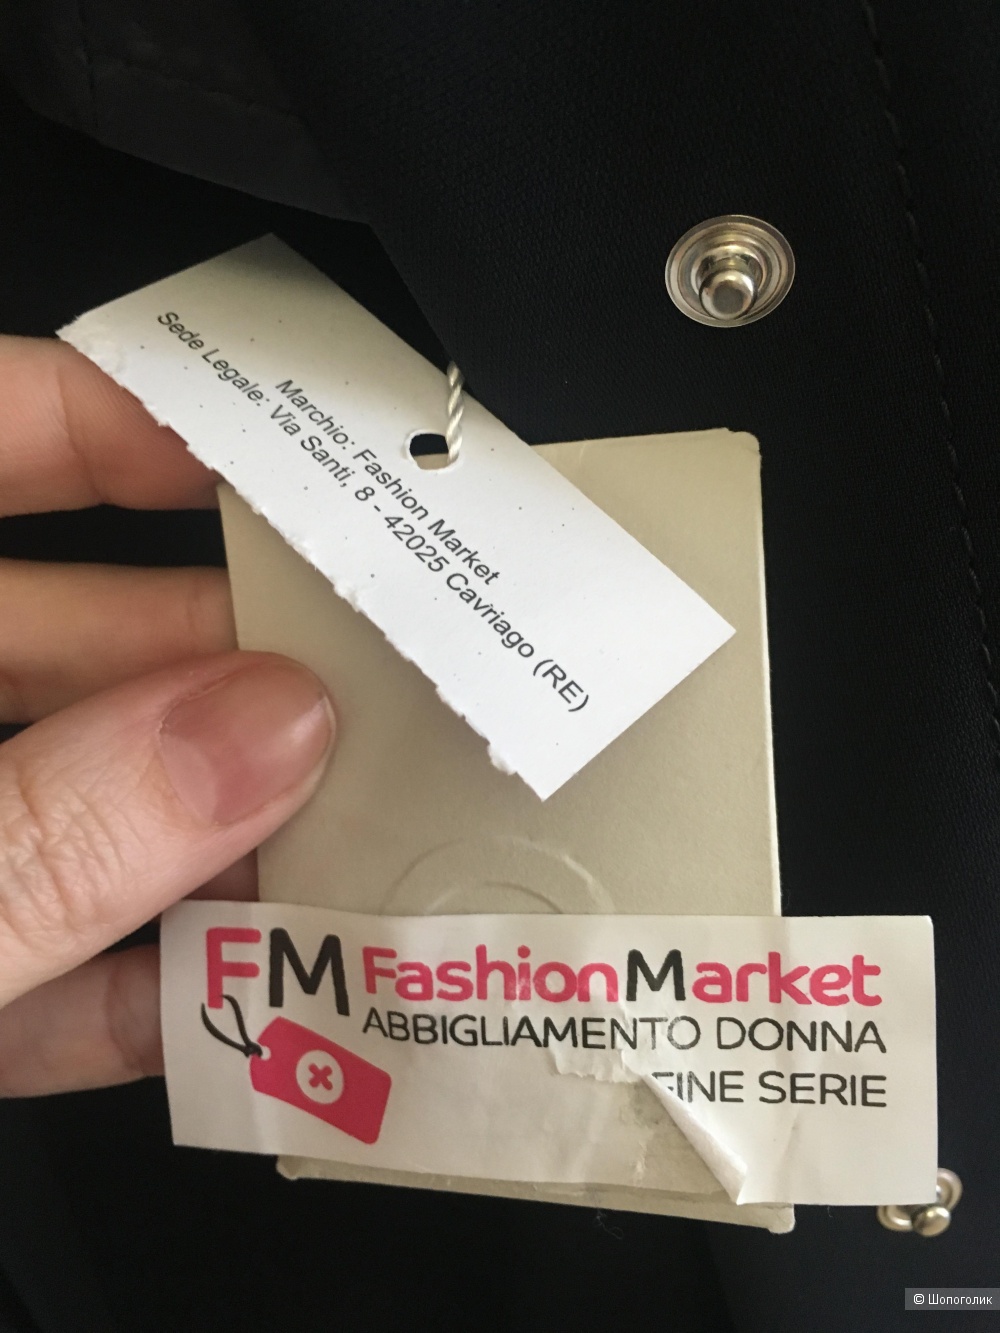 Marchio: Fashion Market
Sede Legale: Via Santi, 8 - 42025 Cavriago (RE)
FM FashionMarket
ABBIGLIAMENTO DONNA
FINE SERIE
© Шопоголик